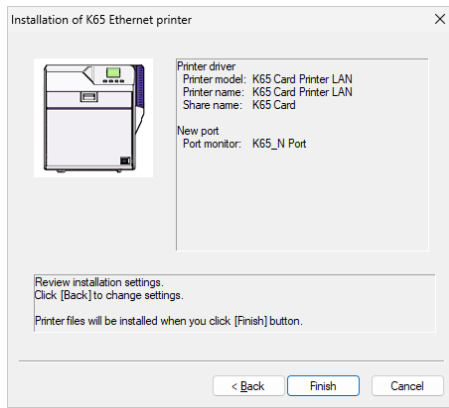 Installation of K65 Ethernet printer
Printer driver
Printer model: K65 Card Printer LAN
Printer name: K65 Card Printer LAN
Share name: K65 Card
New port
Port monitor: K65_N Port
Review installation settings.
Click [Back] to change settings.
Printer files will be installed when you click [Finish] button.
< Back
Finish
Cancel